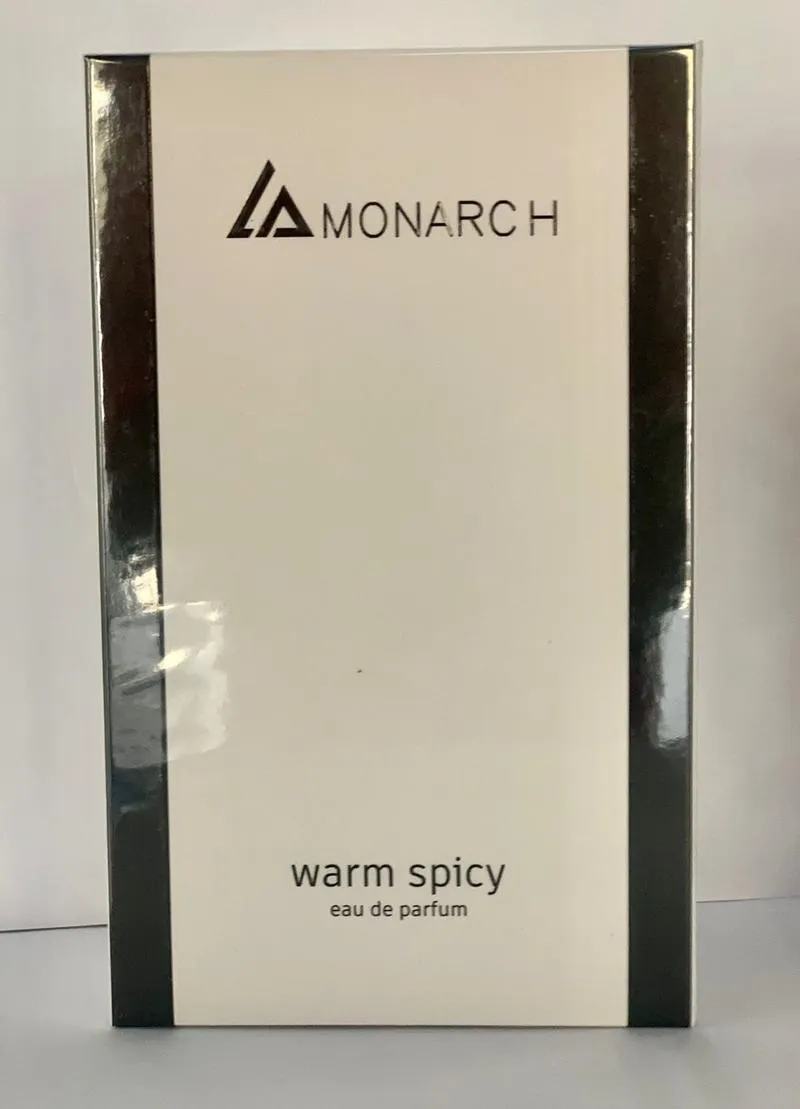 LA MONARCH
warm spicy
eau de parfum